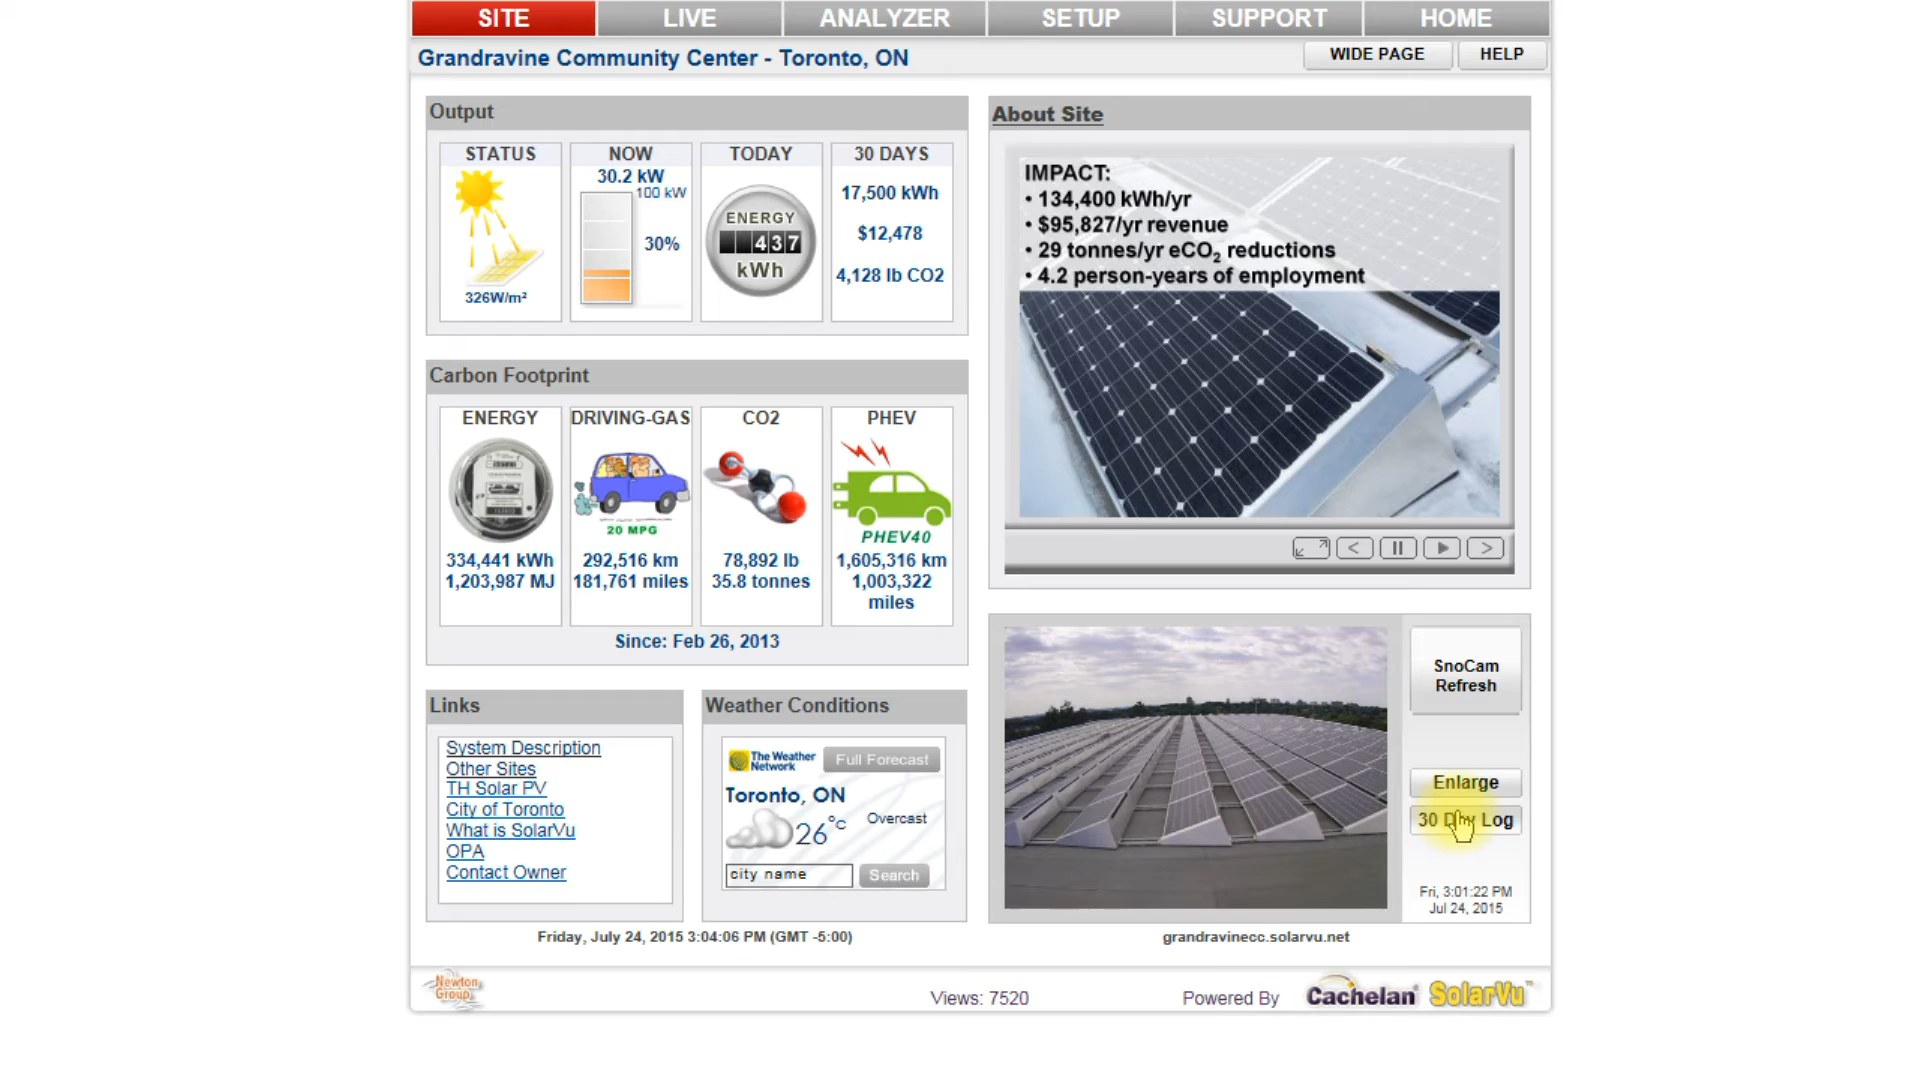 SITE LIVE ANALYZER SETUP SUPPORT HOME
Grandravine Community Center - Toronto, ON
WIDE PAGE HELP
Output
STATUS
326W/m²
NOW
30.2 kW
100 kW
30%
TODAY
ENERGY
437
kWh
30 DAYS
17,500 kWh
$12,478
4,128 lb CO2
Carbon Footprint
ENERGY
334,441 kWh
1,203,987 MJ
DRIVING-GAS
20 MPG
292,516 km
181,761 miles
CO2
78,892 lb
35.8 tonnes
PHEV
PHEV40
1,605,316 km
1,003,322
miles
Since: Feb 26, 2013
Links
System Description
Other Sites
TH Solar PV
City of Toronto
What is SolarVu
OPA
Contact Owner
Weather Conditions
The Weather
Network
Full Forecast
Toronto, ON
26°C
Overcast
city name
Search
Friday, July 24, 2015 3:04:06 PM (GMT -5:00)
About Site
IMPACT:
• 134,400 kWh/yr
• $95,827/yr revenue
• 29 tonnes/yr eCO₂ reductions
• 4.2 person-years of employment
SnoCam
Refresh
Enlarge
30 Day Log
Fri, 3:01:22 PM
Jul 24, 2015
grandravinecc.solarvu.net
Newton
Group
Views: 7520
Powered By
Cachelan SolarVu™